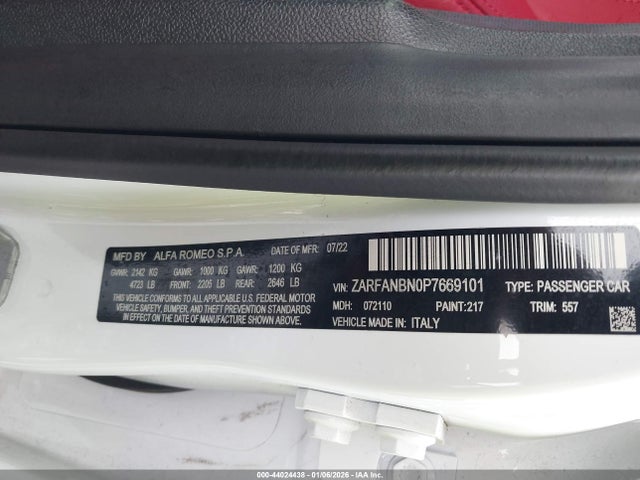 MFD BY ALFA ROMEO S.P.A. DATE OF MFR: 07/22
GVWR: 2142 KG GAWR: 1000 KG GAWR: 1200 KG
4723 LB FRONT: 2205 LB REAR: 2646 LB
THIS VEHICLE CONFORMS TO ALL APPLICABLE U.S. FEDERAL MOTOR
VEHICLE SAFETY, BUMPER, AND THEFT PREVENTION STANDARDS
IN EFFECT ON THE DATE OF MANUFACTURE SHOWN ABOVE.
VIN: ZARFANBN0P7669101 TYPE: PASSENGER CAR
MDH: 072110 PAINT:217 TRIM: 557
VEHICLE MADE IN: ITALY
000-44024438 - 01/06/2026 - IAA Inc.